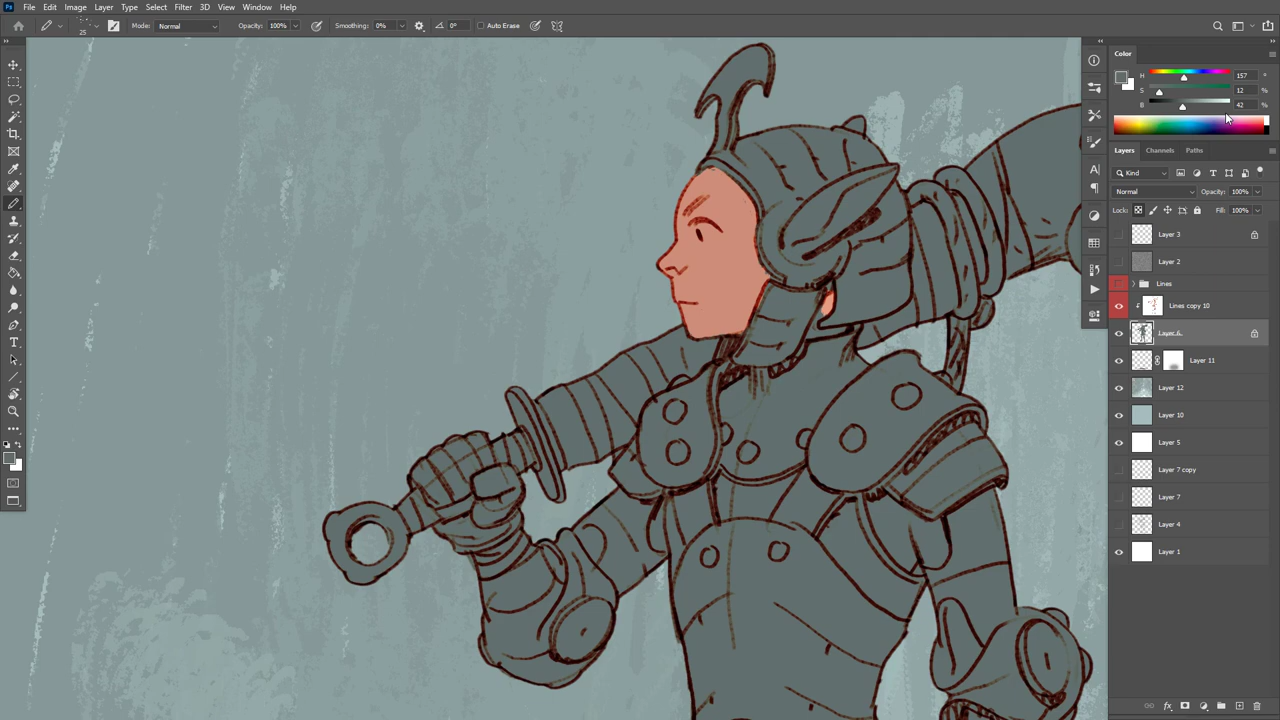 Ps File Edit Image Layer Type Select Filter 3D View Window Help
25 Mode: Normal Opacity: 100% Smoothing: 0% 0° Auto Erase
Color
H 157 °
S 12 %
B 42 %
Layers Channels Paths
Kind
Normal Opacity: 100%
Lock: Fill: 100%
Layer 3
Layer 2
Lines
Lines copy 10
Layer 6
Layer 11
Layer 12
Layer 10
Layer 5
Layer 7 copy
Layer 7
Layer 4
Layer 1